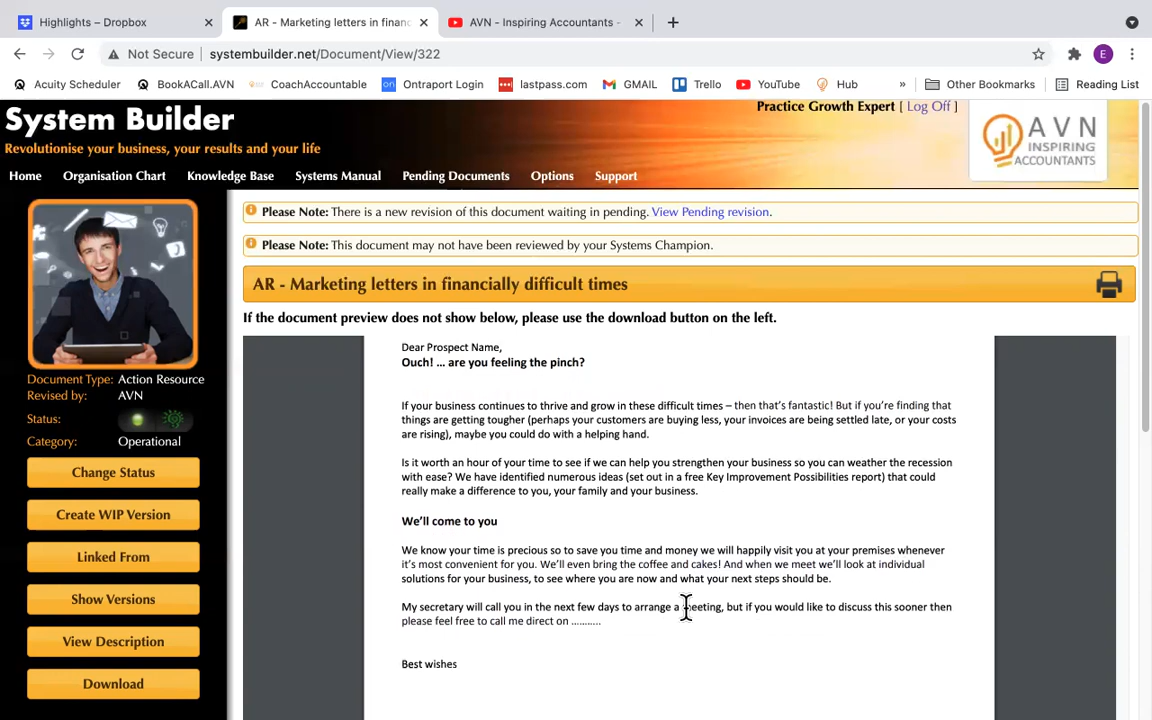 Highlights – Dropbox
AR - Marketing letters in financ
AVN - Inspiring Accountants -
Not Secure
systembuilder.net/Document/View/322
E
Acuity Scheduler
BookACall.AVN
CoachAccountable
on
Ontraport Login
lastpass.com
GMAIL
Trello
YouTube
Hub
»
Other Bookmarks
Reading List
System Builder
Revolutionise your business, your results and your life
Practice Growth Expert [ Log Off ]
AVN
INSPIRING
ACCOUNTANTS
Home
Organisation Chart
Knowledge Base
Systems Manual
Pending Documents
Options
Support
Please Note: There is a new revision of this document waiting in pending. View Pending revision.
Please Note: This document may not have been reviewed by your Systems Champion.
AR - Marketing letters in financially difficult times
If the document preview does not show below, please use the download button on the left.
Document Type: Action Resource
Revised by: AVN
Status:
Category: Operational
Change Status
Create WIP Version
Linked From
Show Versions
View Description
Download
Dear Prospect Name,
Ouch! … are you feeling the pinch?
If your business continues to thrive and grow in these difficult times – then that's fantastic! But if you're finding that
things are getting tougher (perhaps your customers are buying less, your invoices are being settled late, or your costs
are rising), maybe you could do with a helping hand.
Is it worth an hour of your time to see if we can help you strengthen your business so you can weather the recession
with ease? We have identified numerous ideas (set out in a free Key Improvement Possibilities report) that could
really make a difference to you, your family and your business.
We'll come to you
We know your time is precious so to save you time and money we will happily visit you at your premises whenever
it's most convenient for you. We'll even bring the coffee and cakes! And when we meet we'll look at individual
solutions for your business, to see where you are now and what your next steps should be.
My secretary will call you in the next few days to arrange a meeting, but if you would like to discuss this sooner then
please feel free to call me direct on ……….
Best wishes